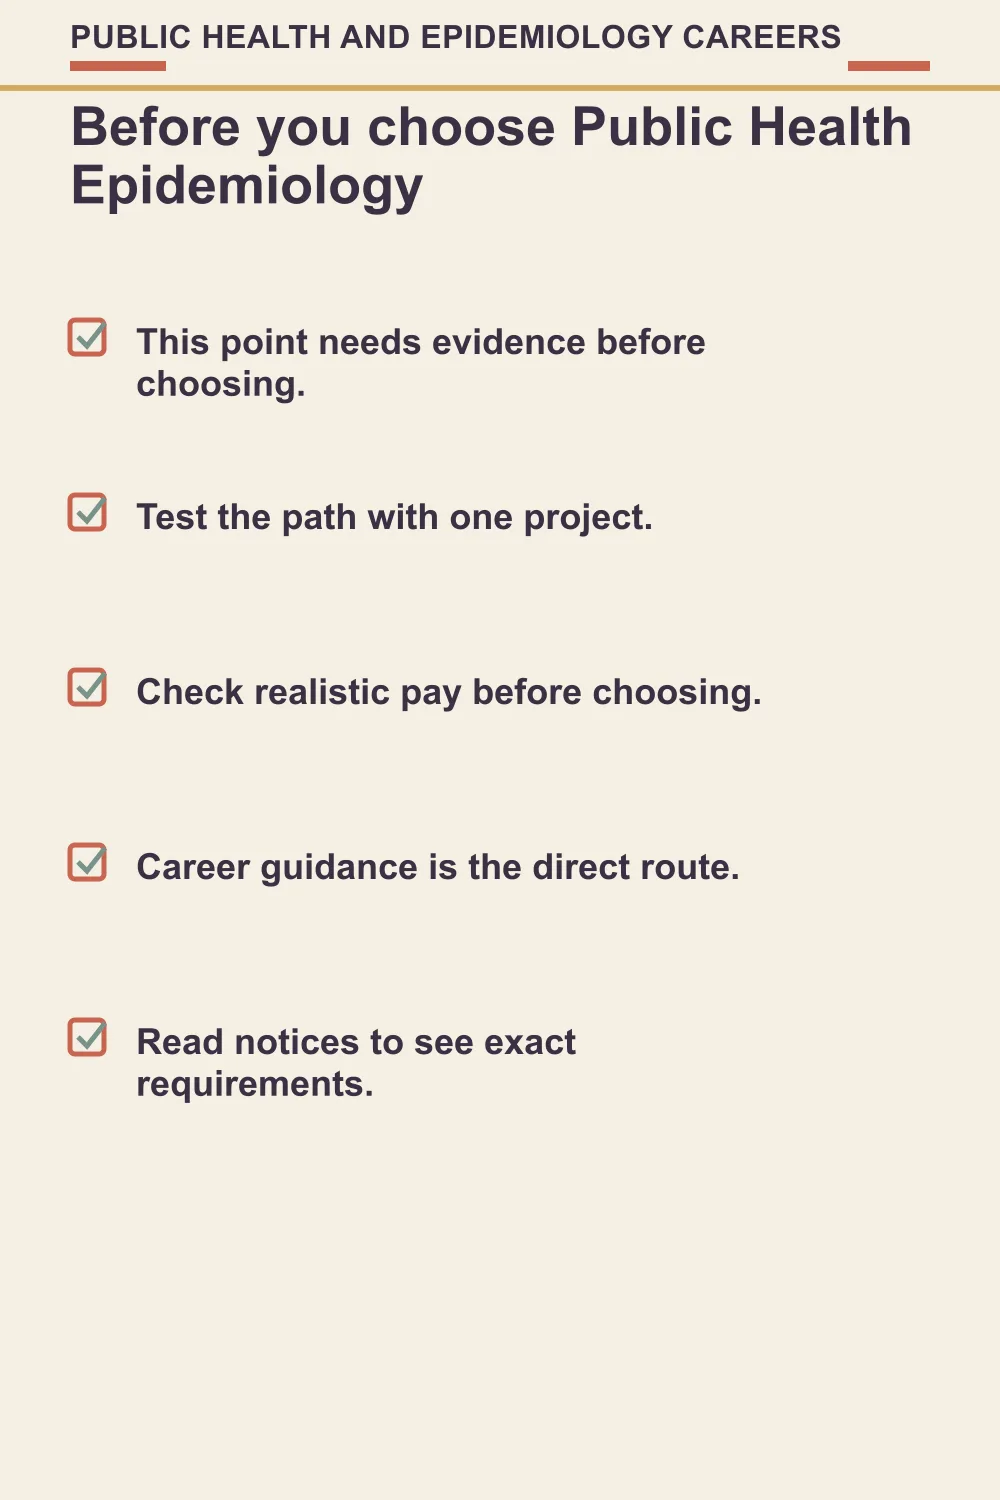 PUBLIC HEALTH AND EPIDEMIOLOGY CAREERS
Before you choose Public Health
Epidemiology
This point needs evidence before
choosing.
Test the path with one project.
Check realistic pay before choosing.
Career guidance is the direct route.
Read notices to see exact
requirements.